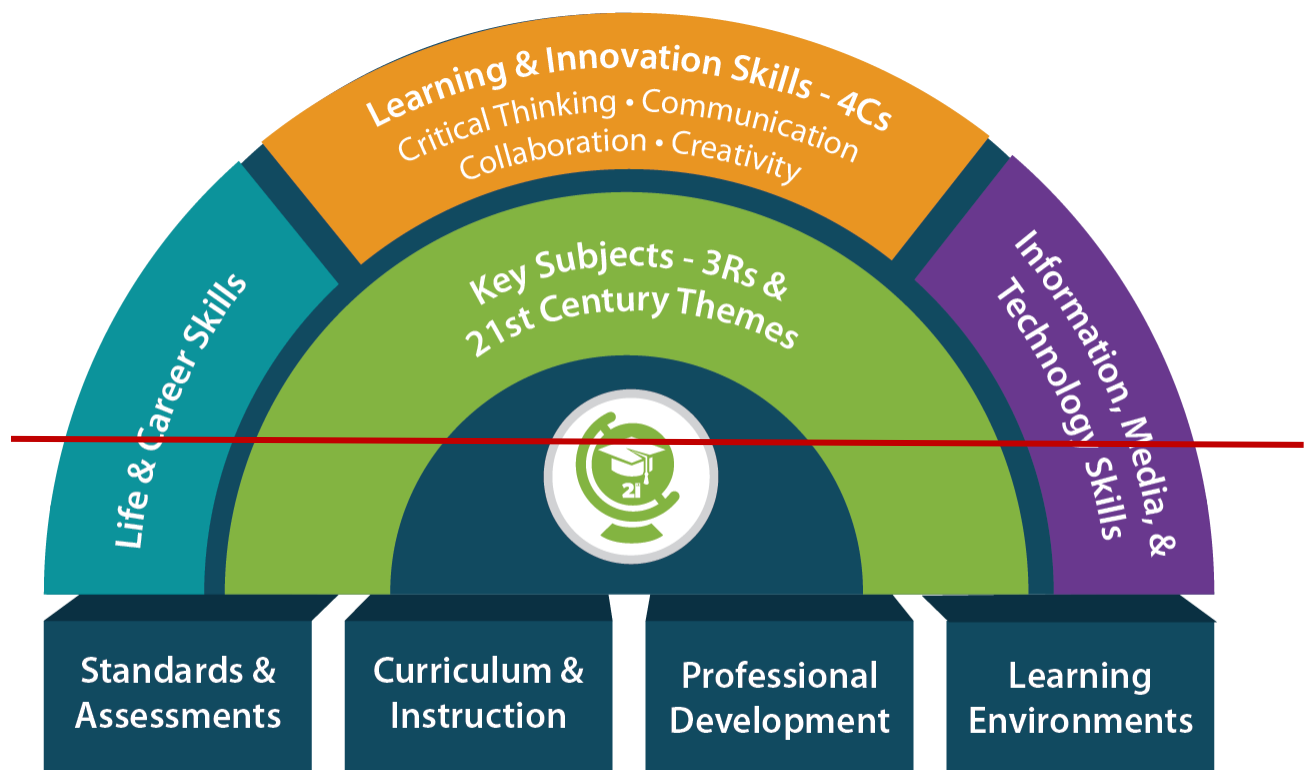 Learning & Innovation Skills - 4Cs
Critical Thinking • Communication
Collaboration • Creativity
Life & Career Skills
Key Subjects - 3Rs &
21st Century Themes
Information, Media, &
Technology Skills
21
Standards &
Assessments
Curriculum &
Instruction
Professional
Development
Learning
Environments